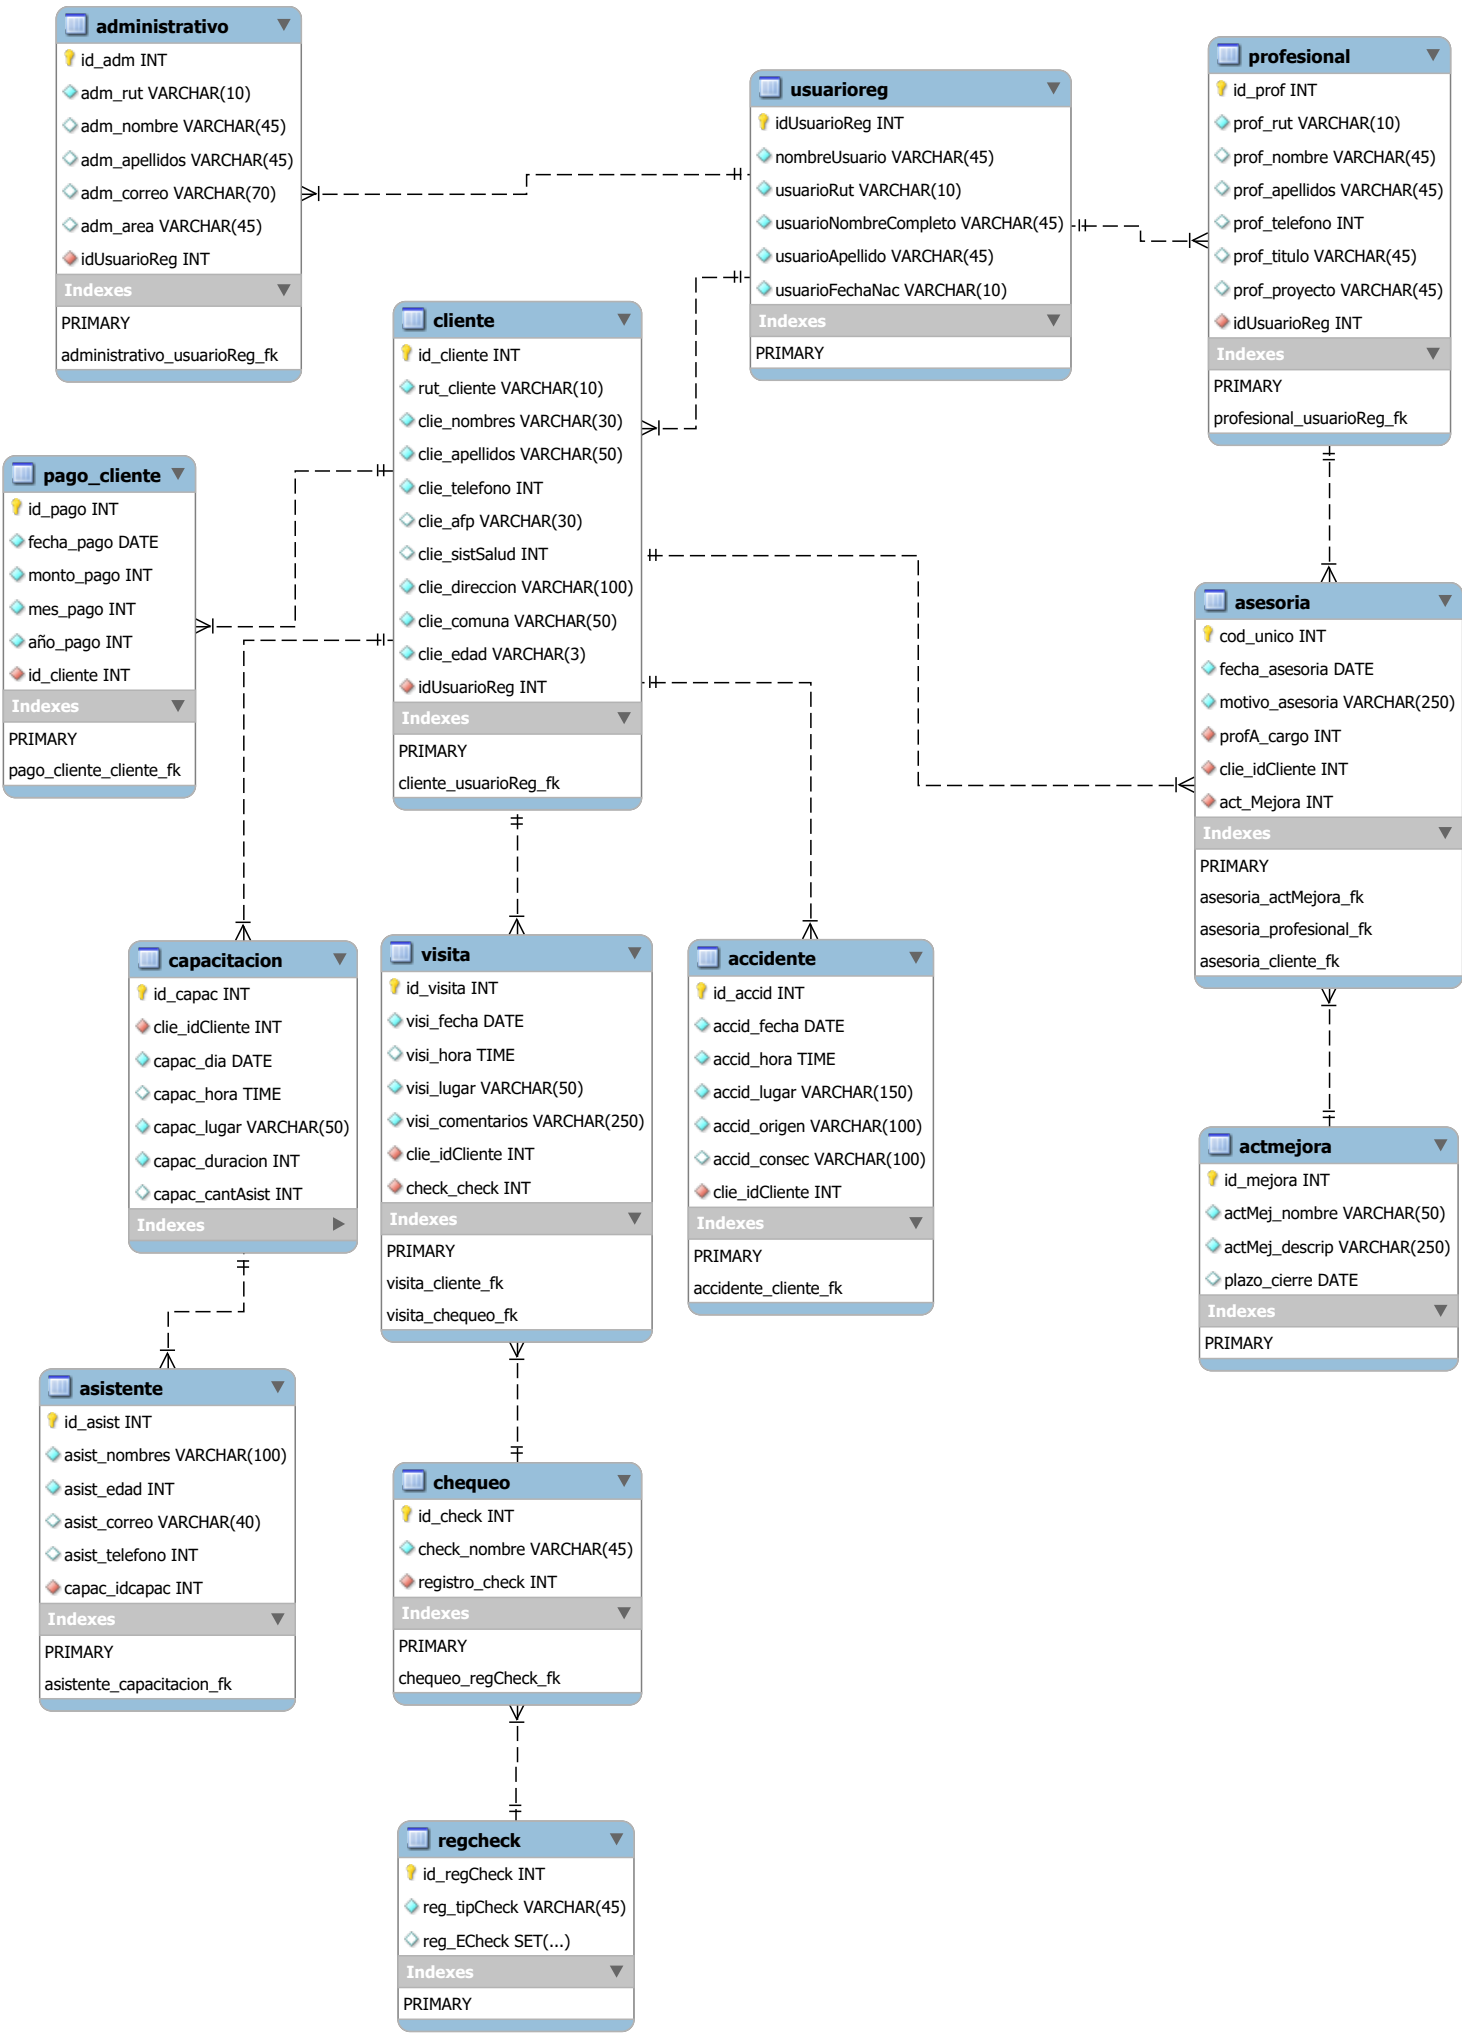 administrativo
id_adm INT
adm_rut VARCHAR(10)
adm_nombre VARCHAR(45)
adm_apellidos VARCHAR(45)
adm_correo VARCHAR(70)
adm_area VARCHAR(45)
idUsuarioReg INT
Indexes
PRIMARY
administrativo_usuarioReg_fk
usuarioreg
idUsuarioReg INT
nombreUsuario VARCHAR(45)
usuarioRut VARCHAR(10)
usuarioNombreCompleto VARCHAR(45)
usuarioApellido VARCHAR(45)
usuarioFechaNac VARCHAR(10)
Indexes
PRIMARY
profesional
id_prof INT
prof_rut VARCHAR(10)
prof_nombre VARCHAR(45)
prof_apellidos VARCHAR(45)
prof_telefono INT
prof_titulo VARCHAR(45)
prof_proyecto VARCHAR(45)
idUsuarioReg INT
Indexes
PRIMARY
profesional_usuarioReg_fk
cliente
id_cliente INT
rut_cliente VARCHAR(10)
clie_nombres VARCHAR(30)
clie_apellidos VARCHAR(50)
clie_telefono INT
clie_afp VARCHAR(30)
clie_sistSalud INT
clie_direccion VARCHAR(100)
clie_comuna VARCHAR(50)
clie_edad VARCHAR(3)
idUsuarioReg INT
Indexes
PRIMARY
cliente_usuarioReg_fk
pago_cliente
id_pago INT
fecha_pago DATE
monto_pago INT
mes_pago INT
año_pago INT
id_cliente INT
Indexes
PRIMARY
pago_cliente_cliente_fk
asesoria
cod_unico INT
fecha_asesoria DATE
motivo_asesoria VARCHAR(250)
profA_cargo INT
clie_idCliente INT
act_Mejora INT
Indexes
PRIMARY
asesoria_actMejora_fk
asesoria_profesional_fk
asesoria_cliente_fk
capacitacion
id_capac INT
clie_idCliente INT
capac_dia DATE
capac_hora TIME
capac_lugar VARCHAR(50)
capac_duracion INT
capac_cantAsist INT
Indexes
visita
id_visita INT
visi_fecha DATE
visi_hora TIME
visi_lugar VARCHAR(50)
visi_comentarios VARCHAR(250)
clie_idCliente INT
check_check INT
Indexes
PRIMARY
visita_cliente_fk
visita_chequeo_fk
accidente
id_accid INT
accid_fecha DATE
accid_hora TIME
accid_lugar VARCHAR(150)
accid_origen VARCHAR(100)
accid_consec VARCHAR(100)
clie_idCliente INT
Indexes
PRIMARY
accidente_cliente_fk
actmejora
id_mejora INT
actMej_nombre VARCHAR(50)
actMej_descrip VARCHAR(250)
plazo_cierre DATE
Indexes
PRIMARY
asistente
id_asist INT
asist_nombres VARCHAR(100)
asist_edad INT
asist_correo VARCHAR(40)
asist_telefono INT
capac_idcapac INT
Indexes
PRIMARY
asistente_capacitacion_fk
chequeo
id_check INT
check_nombre VARCHAR(45)
registro_check INT
Indexes
PRIMARY
chequeo_regCheck_fk
regcheck
id_regCheck INT
reg_tipCheck VARCHAR(45)
reg_ECheck SET(...)
Indexes
PRIMARY